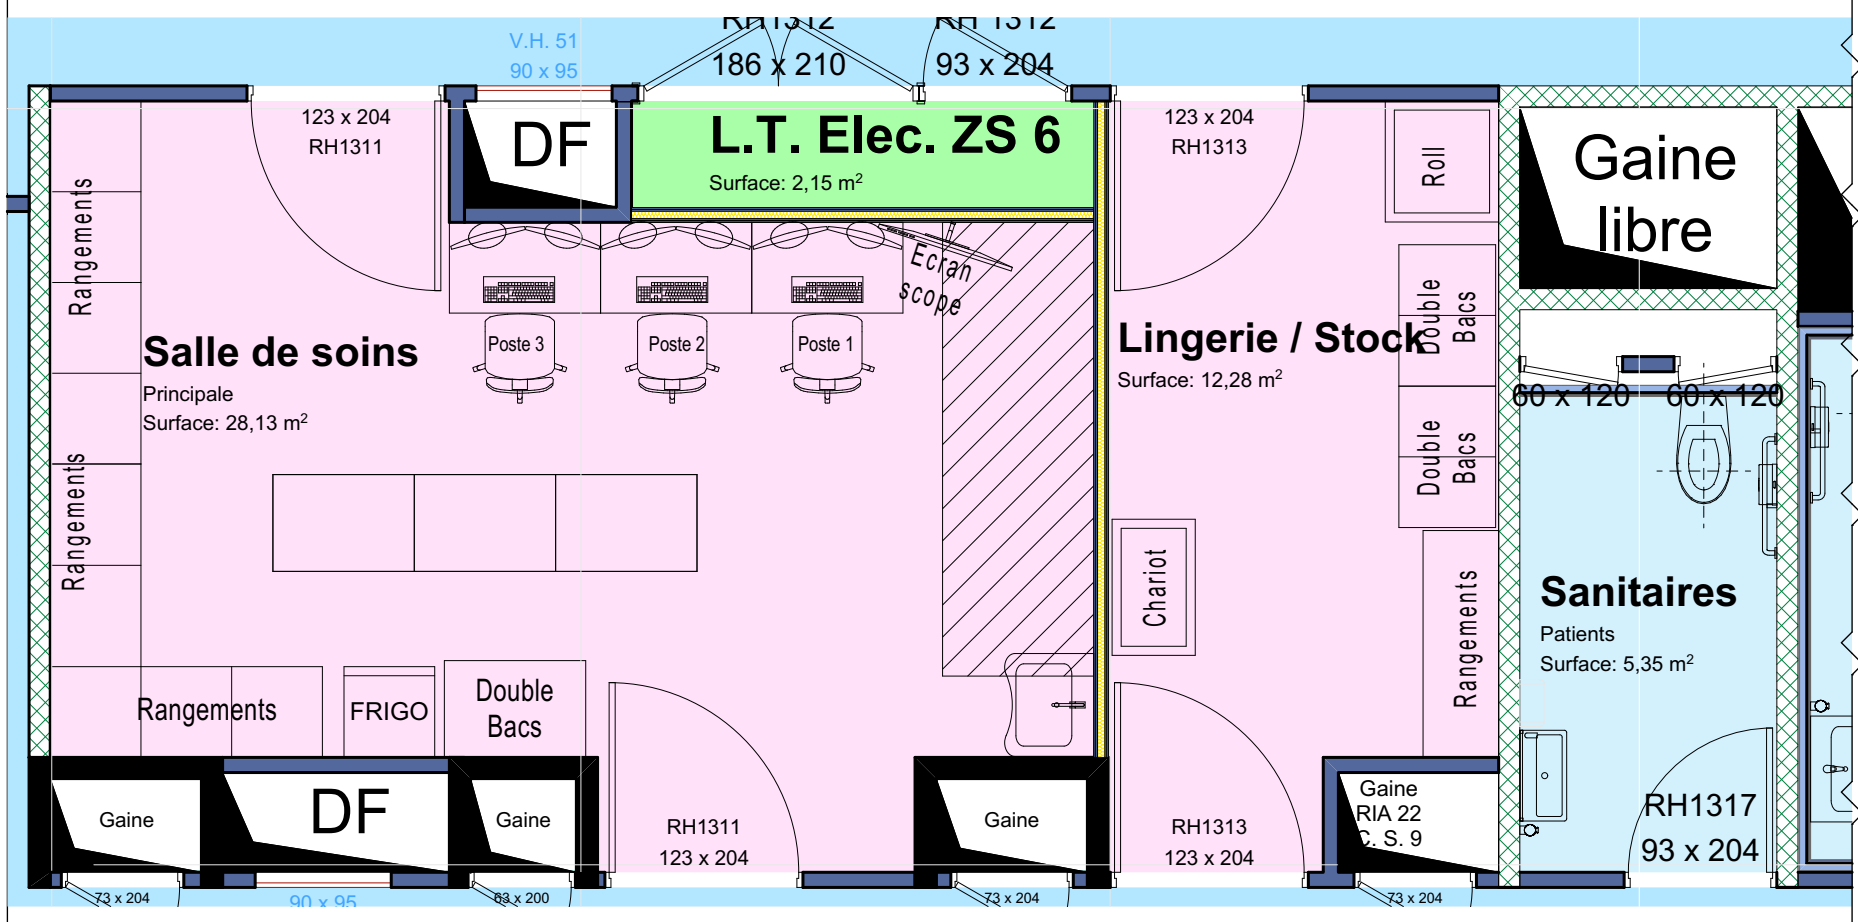 RH1312
RH 1312
V.H. 51
90 x 95
186 x 210
93 x 204
123 x 204
RH1311
DF
L.T. Elec. ZS 6
Surface: 2,15 m²
123 x 204
RH1313
Roll
Gaine
libre
Rangements
Ecran
scope
Double
Bacs
Salle de soins
Principale
Surface: 28,13 m²
Poste 3
Poste 2
Poste 1
Lingerie / Stock
Surface: 12,28 m²
60 x 120
60 x 120
Double
Bacs
Rangements
Chariot
Rangements
Sanitaires
Patients
Surface: 5,35 m²
Rangements
FRIGO
Double
Bacs
Gaine
DF
Gaine
RH1311
123 x 204
Gaine
RH1313
123 x 204
Gaine
RIA 22
C. S. 9
RH1317
93 x 204
73 x 204
90 x 95
63 x 200
73 x 204
73 x 204